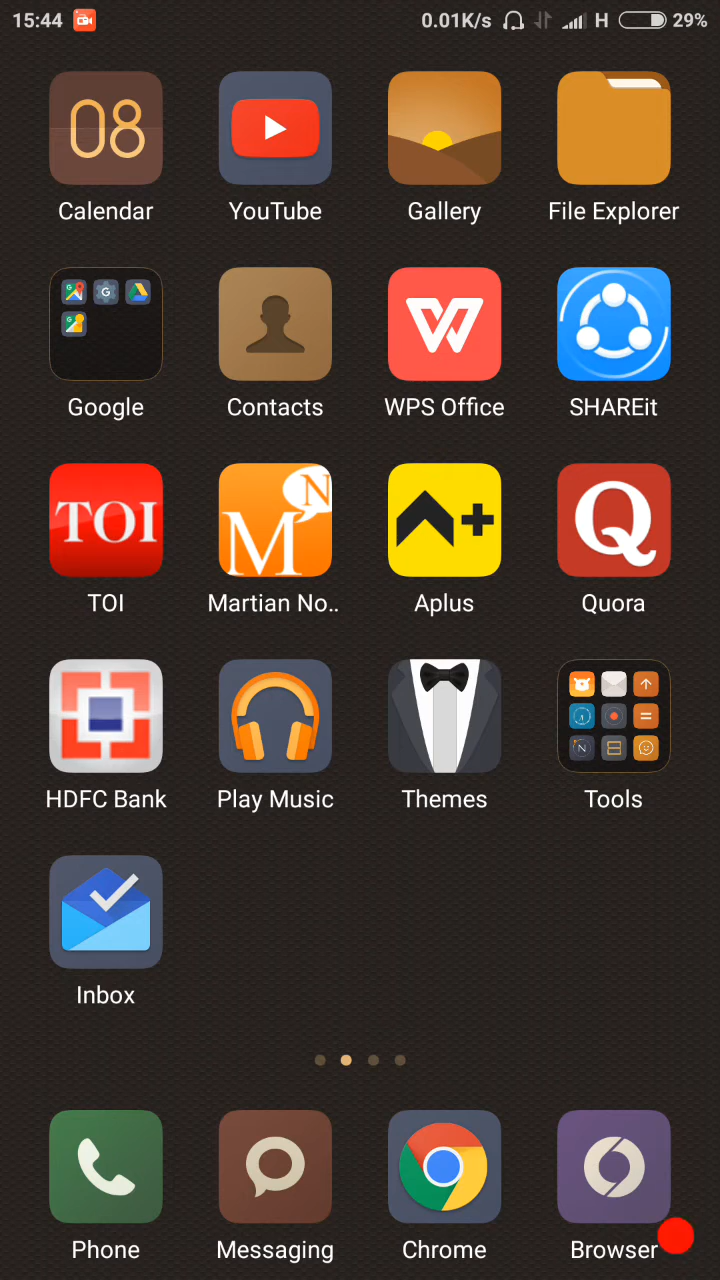 15:44 0.01K/s H 29%
08
Calendar YouTube Gallery File Explorer
Google Contacts WPS Office SHAREit
TOI M N A+ Q
TOI Martian No.. Aplus Quora
HDFC Bank Play Music Themes Tools
Inbox
Phone Messaging Chrome Browser